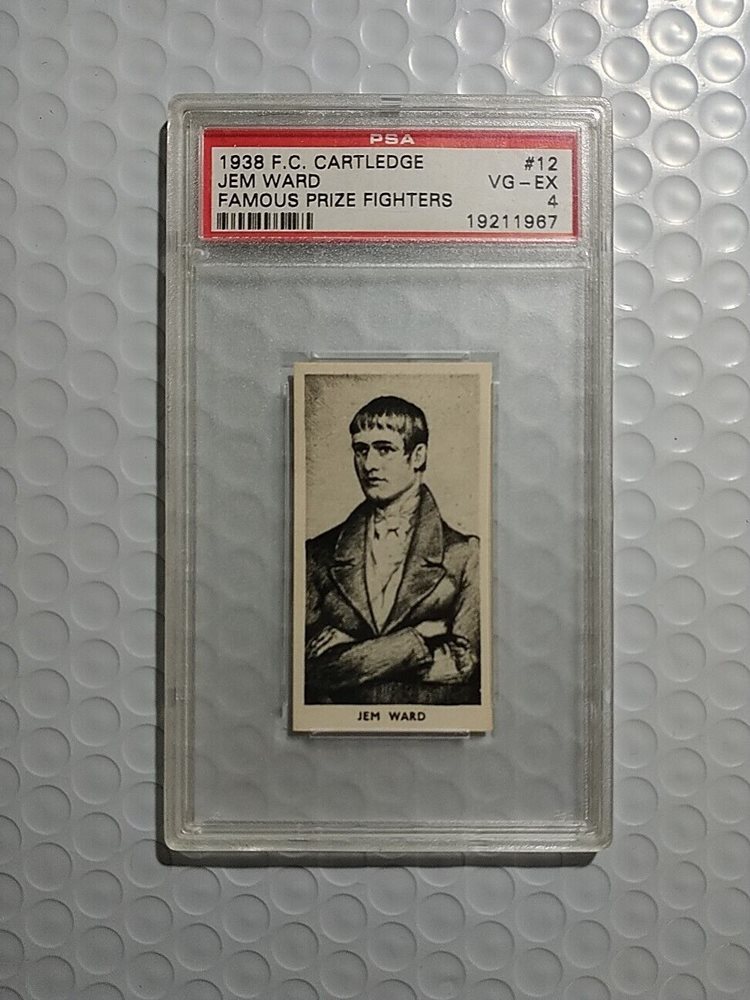 PSA
1938 F.C. CARTLEDGE #12
JEM WARD VG-EX
FAMOUS PRIZE FIGHTERS 4
19211967
JEM WARD